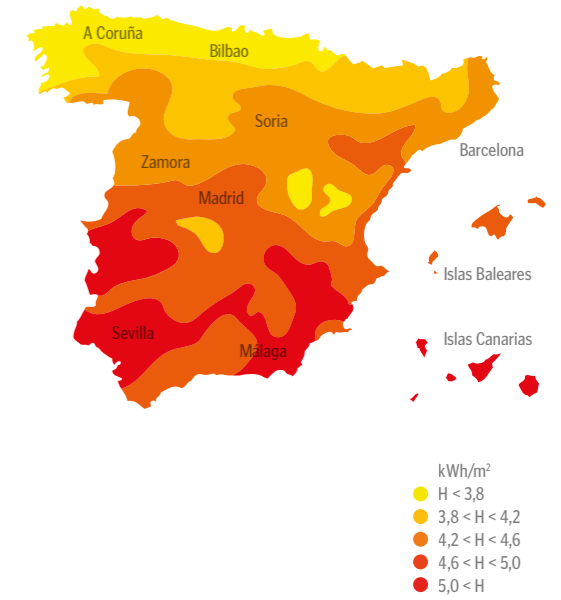 A Coruña
Bilbao
Soria
Barcelona
Zamora
Madrid
Islas Baleares
Sevilla
Málaga
Islas Canarias
kWh/m²
H < 3,8
3,8 < H < 4,2
4,2 < H < 4,6
4,6 < H < 5,0
5,0 < H